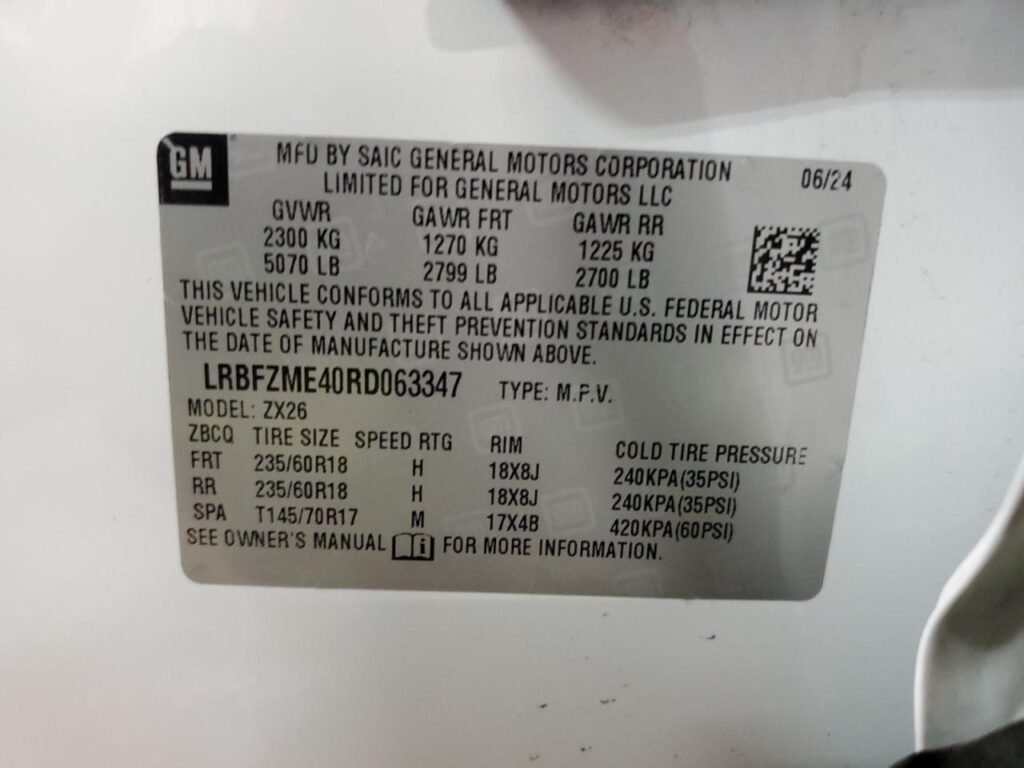 GM
MFD BY SAIC GENERAL MOTORS CORPORATION
LIMITED FOR GENERAL MOTORS LLC
06/24
GVWR GAWR FRT GAWR RR
2300 KG 1270 KG 1225 KG
5070 LB 2799 LB 2700 LB
THIS VEHICLE CONFORMS TO ALL APPLICABLE U.S. FEDERAL MOTOR
VEHICLE SAFETY AND THEFT PREVENTION STANDARDS IN EFFECT ON
THE DATE OF MANUFACTURE SHOWN ABOVE.
LRBFZME40RD063347 TYPE: M.P.V.
MODEL: ZX26
ZBCQ TIRE SIZE SPEED RTG RIM COLD TIRE PRESSURE
FRT 235/60R18 H 18X8J 240KPA(35PSI)
RR 235/60R18 H 18X8J 240KPA(35PSI)
SPA T145/70R17 M 17X4B 420KPA(60PSI)
SEE OWNER'S MANUAL i FOR MORE INFORMATION.